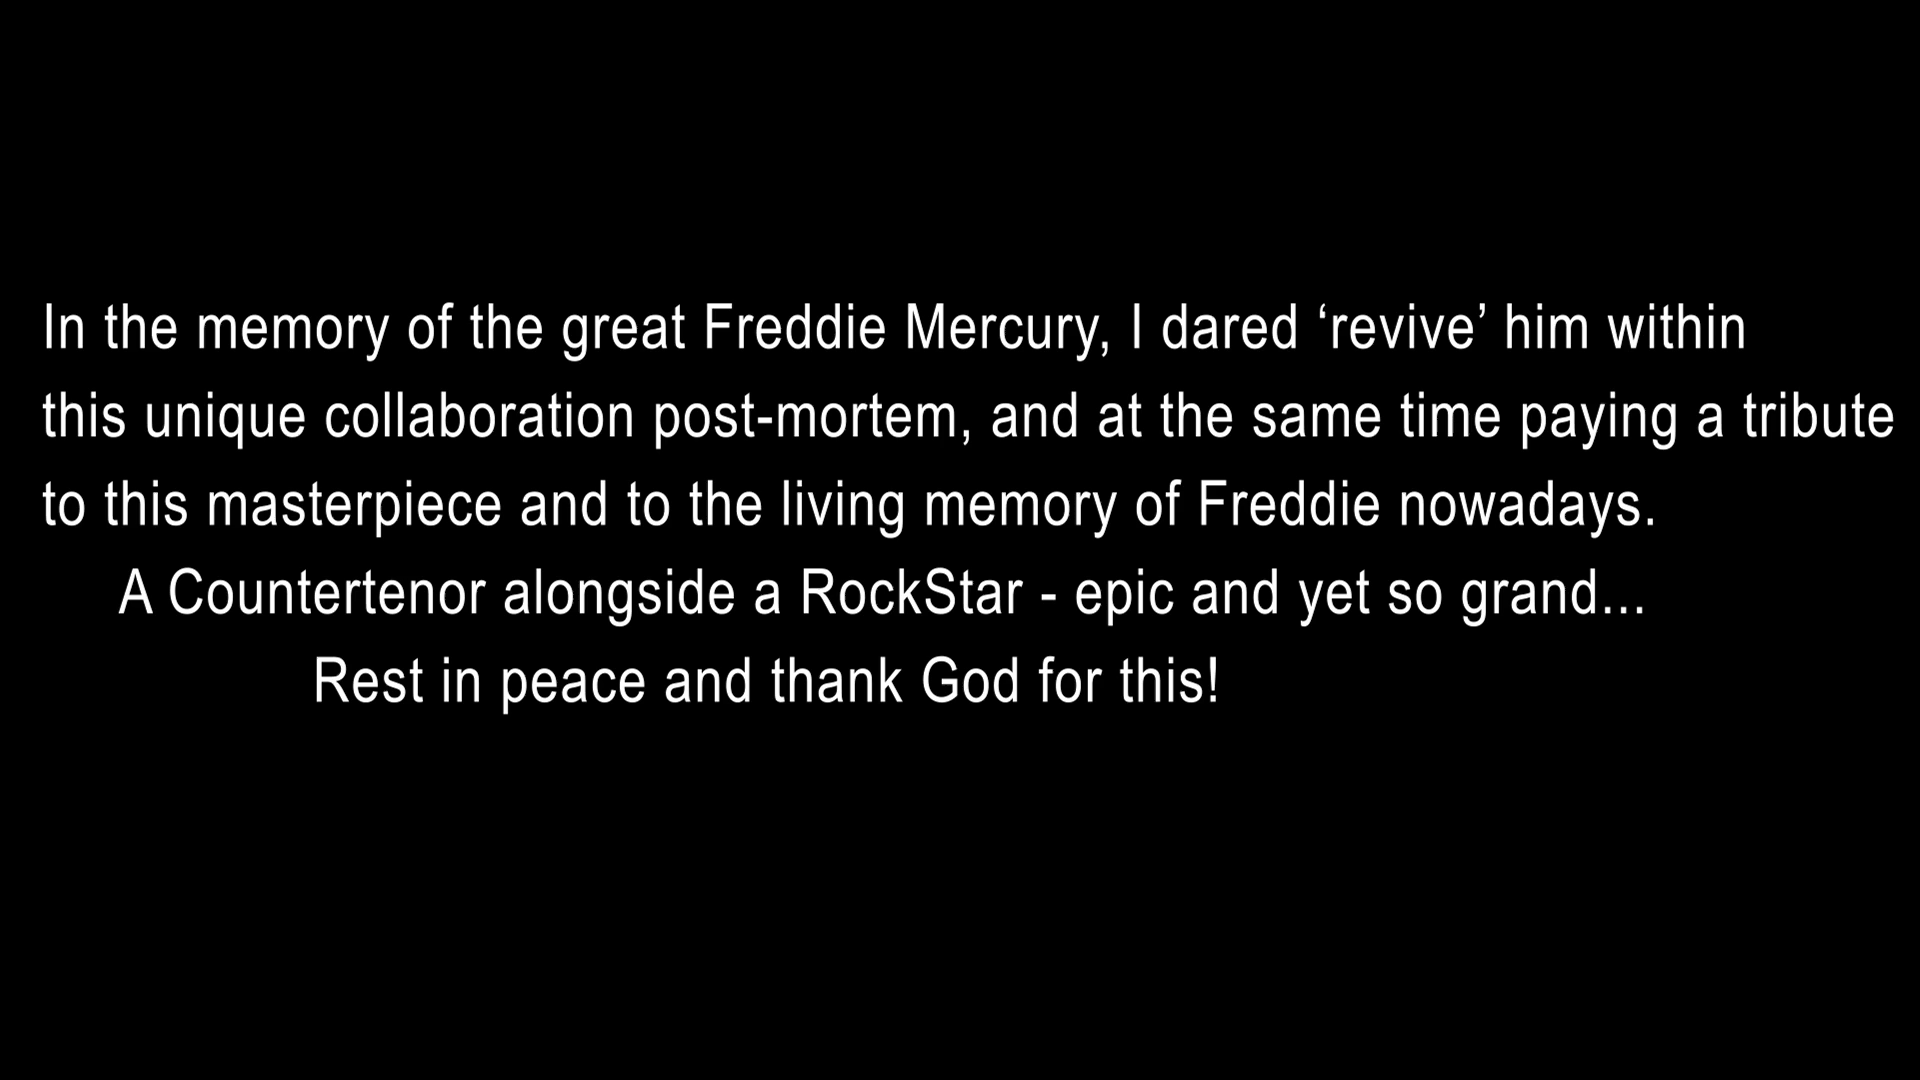 In the memory of the great Freddie Mercury, I dared ‘revive’ him within
this unique collaboration post-mortem, and at the same time paying a tribute
to this masterpiece and to the living memory of Freddie nowadays.
A Countertenor alongside a RockStar - epic and yet so grand...
Rest in peace and thank God for this!